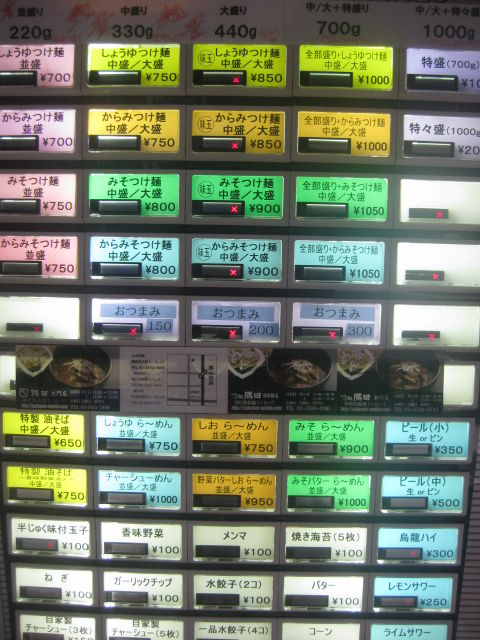 並盛り 中盛り 大盛り 中/大+特盛り 中/大+特々盛り
220g 330g 440g 700g 1000g
しょうゆつけ麺 しょうゆつけ麺 味玉 しょうゆつけ麺 全部盛り+しょうゆつけ麺 特盛(700g)
並盛 中盛/大盛 中盛/大盛 中盛/大盛
¥700 ¥750 ¥850 ¥1000
からみつけ麺 からみつけ麺 味玉 からみつけ麺 全部盛り+からみつけ麺 特々盛(1000g)
並盛 中盛/大盛 中盛/大盛 中盛/大盛
¥700 ¥750 ¥850 ¥1000
みそつけ麺 みそつけ麺 味玉 みそつけ麺 全部盛り+みそつけ麺
並盛 中盛/大盛 中盛/大盛 中盛/大盛
¥750 ¥800 ¥900 ¥1050
からみそつけ麺 からみそつけ麺 味玉 からみそつけ麺 全部盛り+からみそつけ麺
並盛 中盛/大盛 中盛/大盛 中盛/大盛
¥750 ¥800 ¥900 ¥1050
おつまみ おつまみ おつまみ
150 200 300
隅田
特製 油そば しょうゆ ら〜めん しお ら〜めん みそ ら〜めん ビール(小)
中盛/大盛 並盛/大盛 並盛/大盛 並盛/大盛 生 or ビン
¥650 ¥750 ¥750 ¥900 ¥350
特製 油そば チャーシューめん 野菜バターしお ら〜めん みそバター ら〜めん ビール(中)
中盛/大盛 並盛/大盛 並盛/大盛 並盛/大盛 生 or ビン
¥750 ¥1000 ¥950 ¥1000 ¥500
半じゅく味付玉子 香味野菜 メンマ 焼き海苔(5枚) 烏龍ハイ
¥100 ¥100 ¥100 ¥100 ¥300
ねぎ ガーリックチップ 水餃子(2コ) バター レモンサワー
¥100 ¥100 ¥100 ¥100 ¥250
自家製 自家製 一品水餃子(4コ) コーン ライムサワー
チャーシュー(3枚) チャーシュー(5枚)